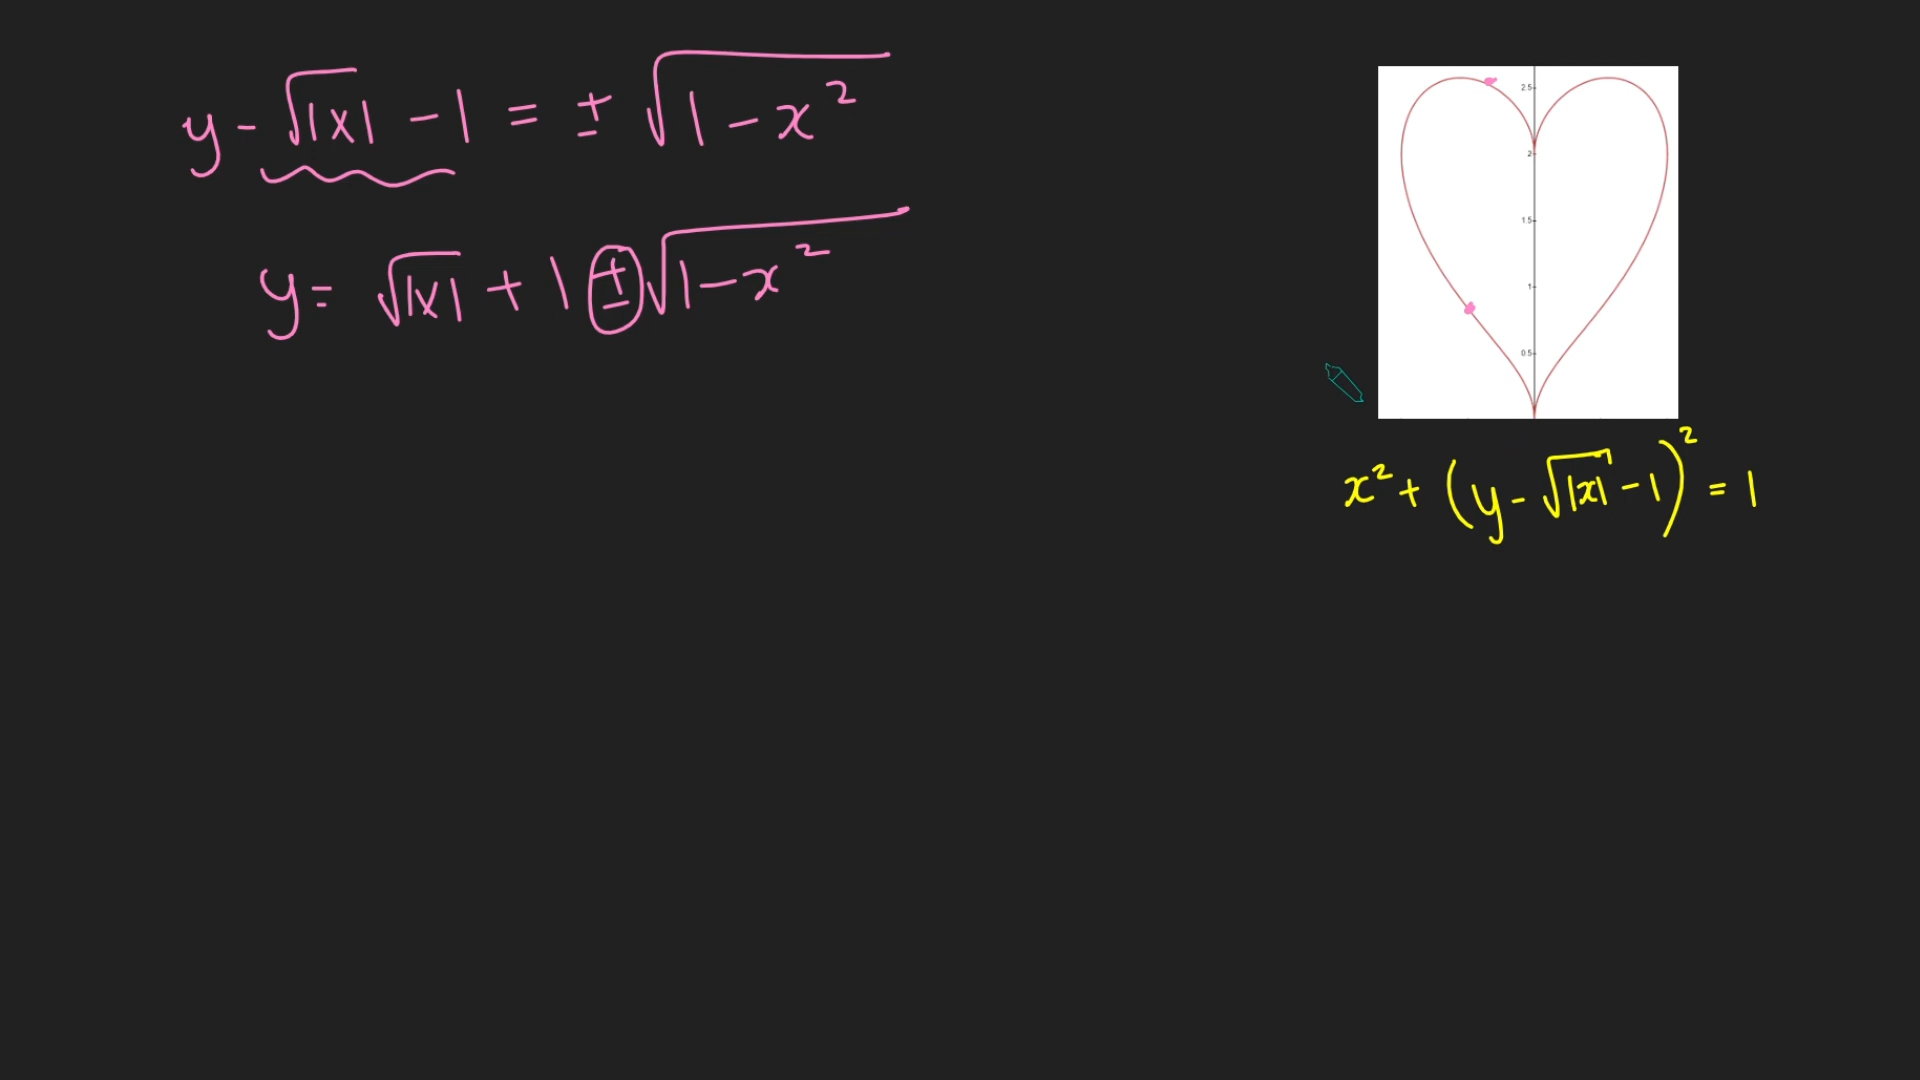 y - √|x| - 1 = ± √1 - x²
y = √|x| + 1 ± √1 - x²
2.5
2
1.5
1
0.5
x² + (y - √|x| - 1)² = 1